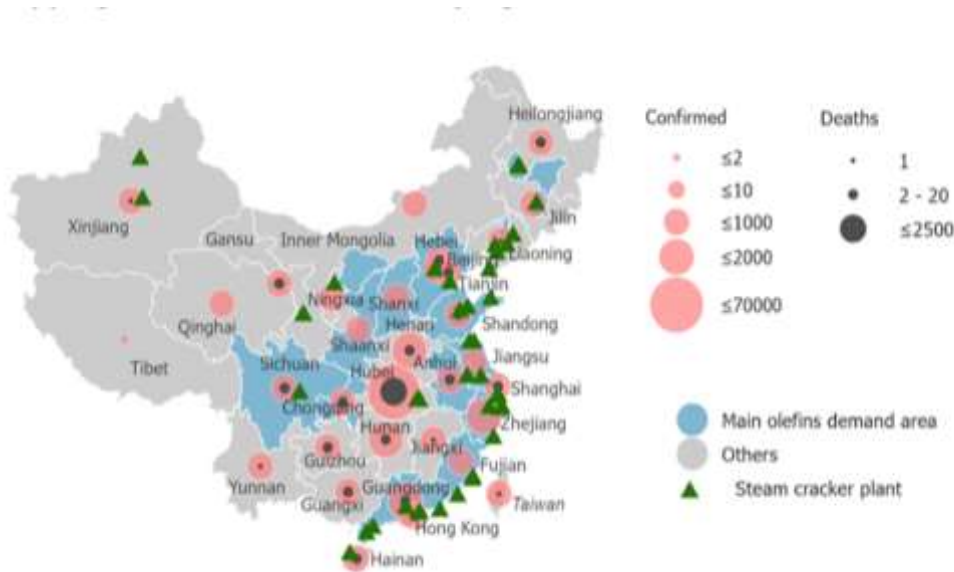 Heilongjiang
Jilin
Xinjiang
Gansu
Inner Mongolia
Hebei
Beijing
Liaoning
Tianjin
Ningxia
Shanxi
Qinghai
Henan
Shandong
Shaanxi
Tibet
Sichuan
Anhui
Jiangsu
Hubei
Shanghai
Chongqing
Zhejiang
Hunan
Jiangxi
Guizhou
Fujian
Yunnan
Guangxi
Guangdong
Taiwan
Hong Kong
Hainan
Confirmed
≤2
≤10
≤1000
≤2000
≤70000
Deaths
1
2 - 20
≤2500
Main olefins demand area
Others
Steam cracker plant